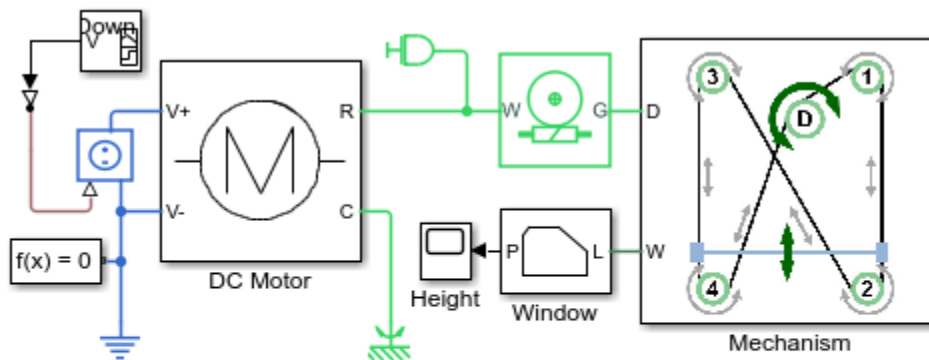 Down
V
V+
R
W
G
D
3
1
D
V-
C
f(x) = 0
P
L
W
DC Motor
Height
Window
4
2
Mechanism